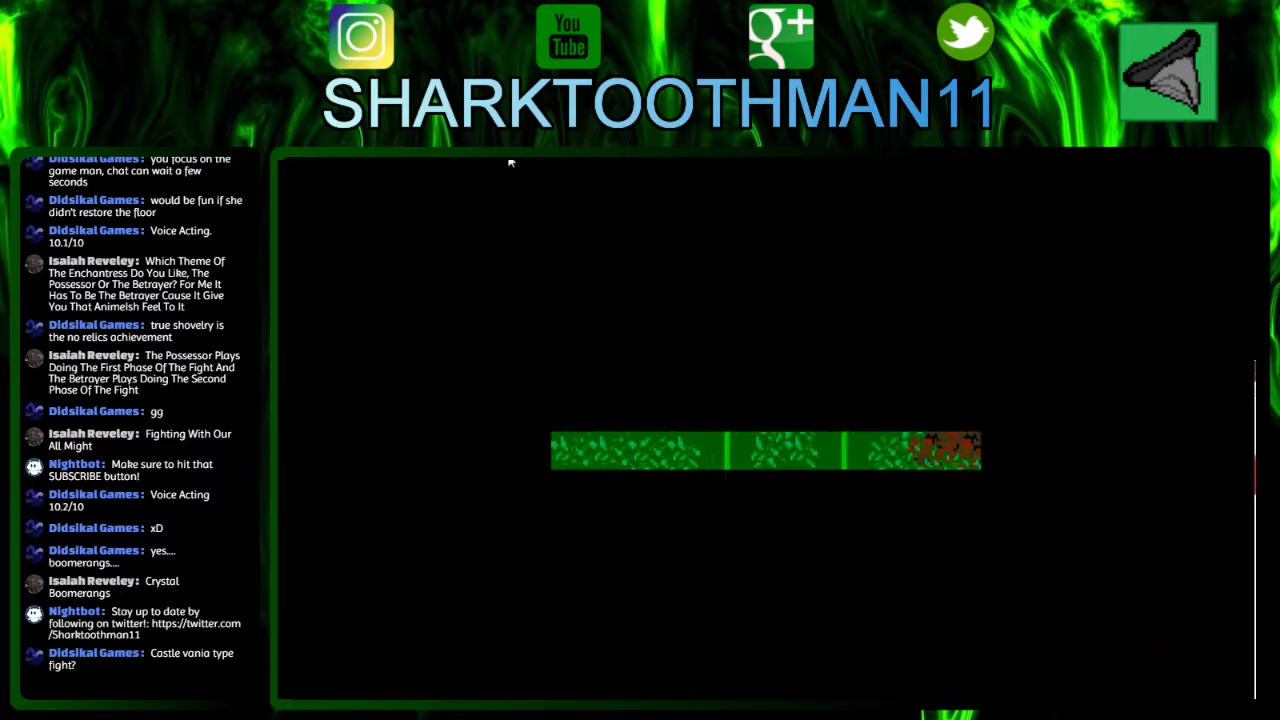 You
Tube
g+
SHARKTOOTHMAN11
Didsikal Games: you focus on the
game man, chat can wait a few
seconds
Didsikal Games: would be fun if she
didn't restore the floor
Didsikal Games: Voice Acting.
10.1/10
Isaiah Reveley: Which Theme Of
The Enchantress Do You Like, The
Possessor Or The Betrayer? For Me It
Has To Be The Betrayer Cause It Give
You That AnimeIsh Feel To It
Didsikal Games: true shovelry is
the no relics achievement
Isaiah Reveley: The Possessor Plays
Doing The First Phase Of The Fight And
The Betrayer Plays Doing The Second
Phase Of The Fight
Didsikal Games: gg
Isaiah Reveley: Fighting With Our
All Might
Nightbot: Make sure to hit that
SUBSCRIBE button!
Didsikal Games: Voice Acting
10.2/10
Didsikal Games: xD
Didsikal Games: yes....
boomerangs....
Isaiah Reveley: Crystal
Boomerangs
Nightbot: Stay up to date by
following on twitter!: https://twitter.com
/Sharktoothman11
Didsikal Games: Castle vania type
fight?